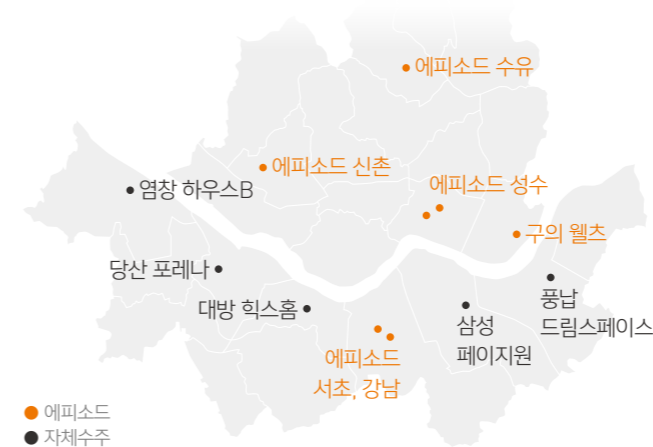 에피소드 수유
에피소드 신촌
에피소드 성수
염창 하우스B
구의 웰츠
당산 포레나
대방 힉스홈
풍납
드림스페이스
삼성
페이지원
에피소드
서초, 강남
에피소드
자체수주